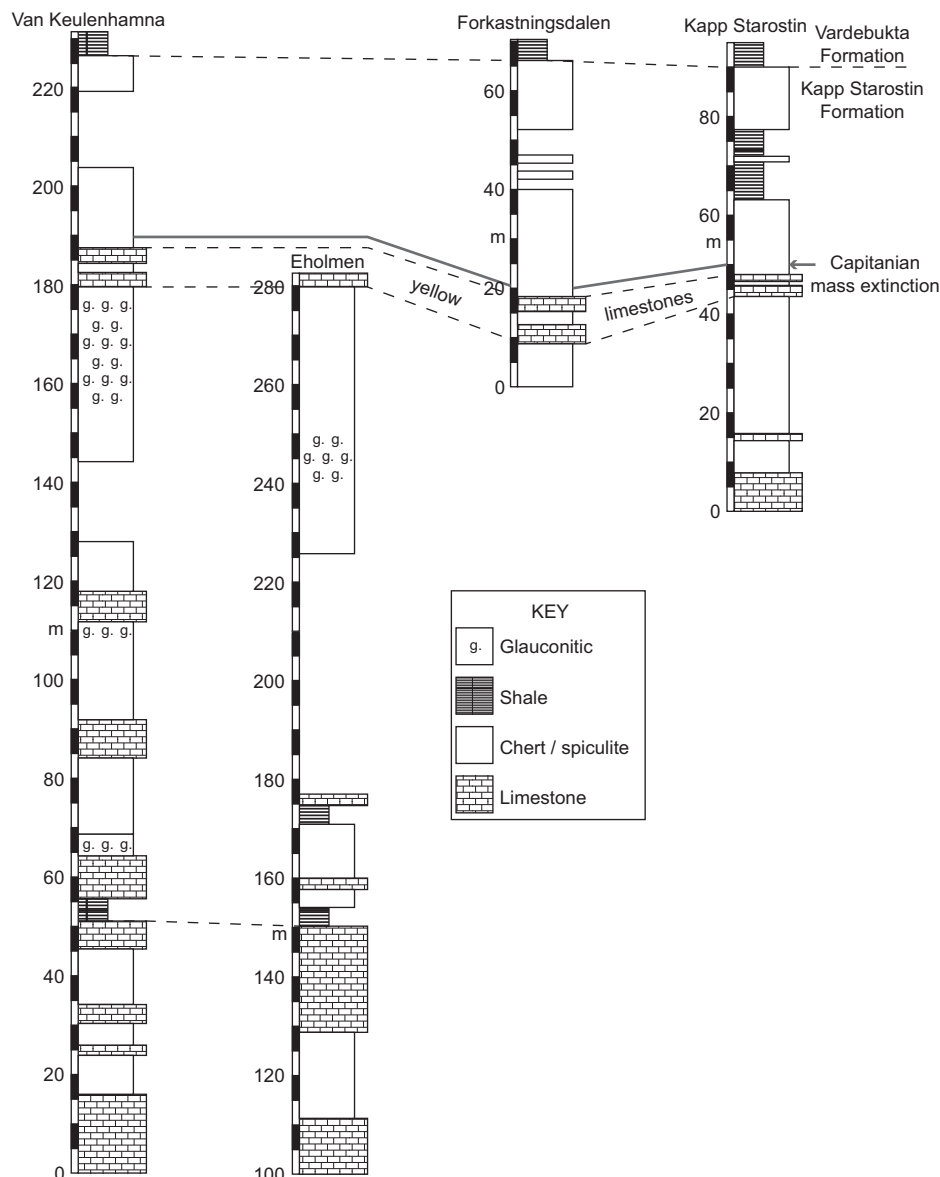 Van Keulenhamna
Forkastningsdalen
Kapp Starostin
Vardebukta
Formation
Kapp Starostin
Formation
220
200
180
160
140
120
m
100
80
60
40
20
0
g. g. g.
g. g.
g. g. g.
g. g.
g. g. g.
g. g.
g. g. g.
g. g. g.
Eholmen
280
260
240
220
200
180
160
m
140
120
100
g. g.
g. g. g.
g. g.
yellow
limestones
60
40
m
20
0
80
60
m
40
20
0
Capitanian
mass extinction
KEY
g. Glauconitic
Shale
Chert / spiculite
Limestone